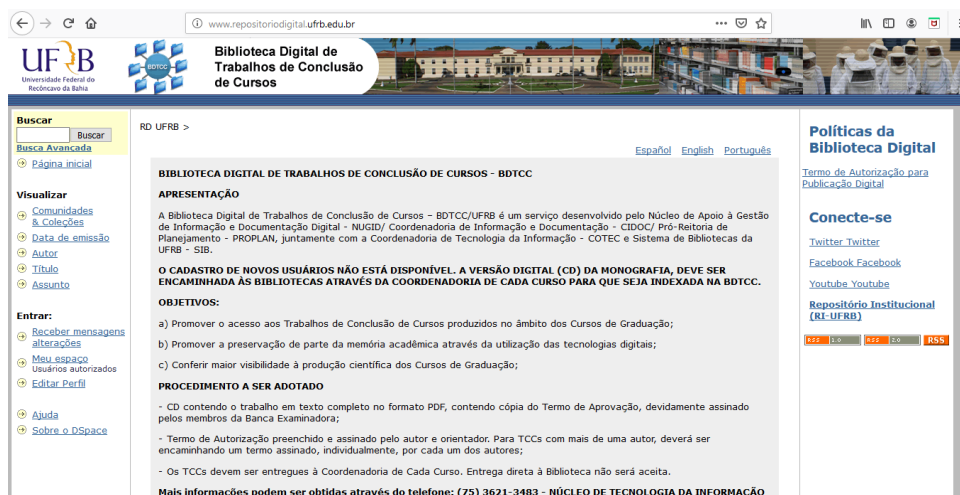 www.repositoriodigital.ufrb.edu.br
UFRB
Universidade Federal do
Recôncavo da Bahia
BDTCC
Biblioteca Digital de
Trabalhos de Conclusão
de Cursos
Buscar
Buscar
Busca Avançada
Página inicial
Visualizar
Comunidades
& Coleções
Data de emissão
Autor
Título
Assunto
Entrar:
Receber mensagens
alterações
Meu espaço
Usuários autorizados
Editar Perfil
Ajuda
Sobre o DSpace
RD UFRB >
Español English Português
BIBLIOTECA DIGITAL DE TRABALHOS DE CONCLUSÃO DE CURSOS - BDTCC
APRESENTAÇÃO
A Biblioteca Digital de Trabalhos de Conclusão de Cursos – BDTCC/UFRB é um serviço desenvolvido pelo Núcleo de Apoio à Gestão
de Informação e Documentação Digital - NUGID/ Coordenadoria de Informação e Documentação - CIDOC/ Pró-Reitoria de
Planejamento - PROPLAN, juntamente com a Coordenadoria de Tecnologia da Informação - COTEC e Sistema de Bibliotecas da
UFRB - SIB.
O CADASTRO DE NOVOS USUÁRIOS NÃO ESTÁ DISPONÍVEL. A VERSÃO DIGITAL (CD) DA MONOGRAFIA, DEVE SER
ENCAMINHADA ÀS BIBLIOTECAS ATRAVÉS DA COORDENADORIA DE CADA CURSO PARA QUE SEJA INDEXADA NA BDTCC.
OBJETIVOS:
a) Promover o acesso aos Trabalhos de Conclusão de Cursos produzidos no âmbito dos Cursos de Graduação;
b) Promover a preservação de parte da memória acadêmica através da utilização das tecnologias digitais;
c) Conferir maior visibilidade à produção científica dos Cursos de Graduação;
PROCEDIMENTO A SER ADOTADO
- CD contendo o trabalho em texto completo no formato PDF, contendo cópia do Termo de Aprovação, devidamente assinado
pelos membros da Banca Examinadora;
- Termo de Autorização preenchido e assinado pelo autor e orientador. Para TCCs com mais de uma autor, deverá ser
encaminhando um termo assinado, individualmente, por cada um dos autores;
- Os TCCs devem ser entregues à Coordenadoria de Cada Curso. Entrega direta à Biblioteca não será aceita.
Mais informações podem ser obtidas através do telefone: (75) 3621-3483 - NÚCLEO DE TECNOLOGIA DA INFORMAÇÃO
Políticas da
Biblioteca Digital
Termo de Autorização para
Publicação Digital
Conecte-se
Twitter Twitter
Facebook Facebook
Youtube Youtube
Repositório Institucional
(RI-UFRB)
RSS 1.0 RSS 2.0 RSS